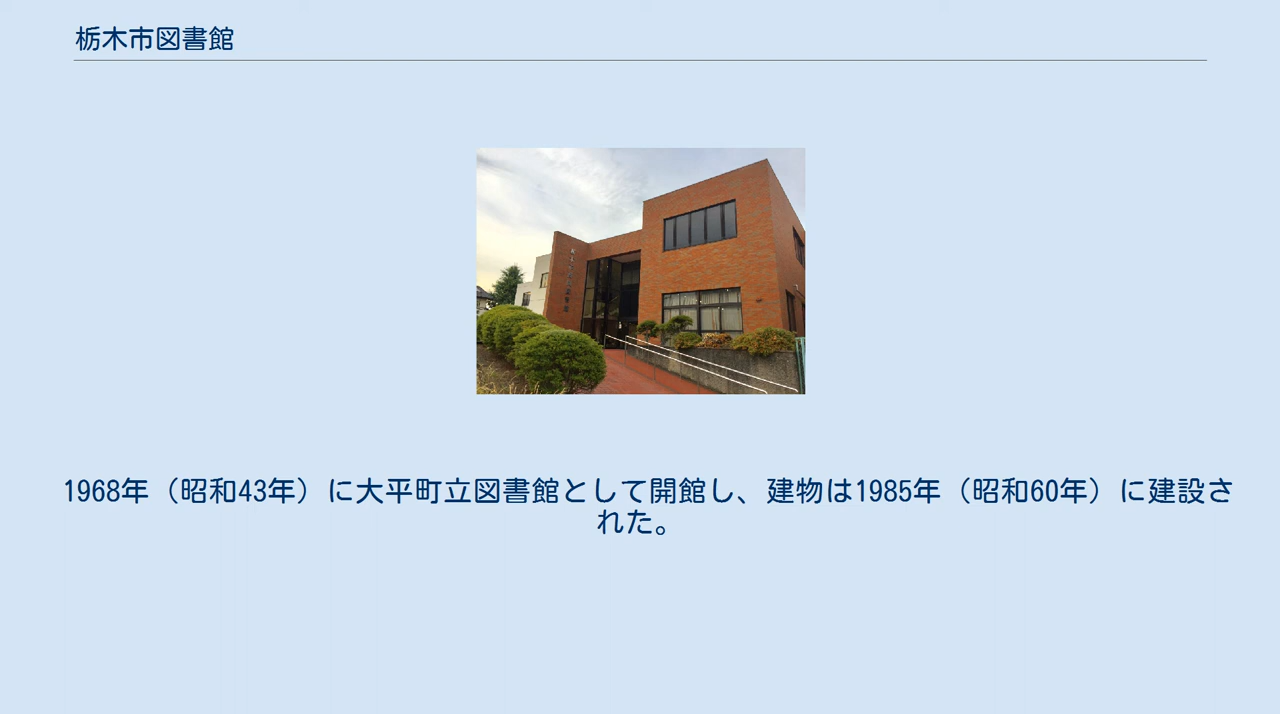 栃木市図書館
1968年（昭和43年）に大平町立図書館として開館し、建物は1985年（昭和60年）に建設さ
れた。